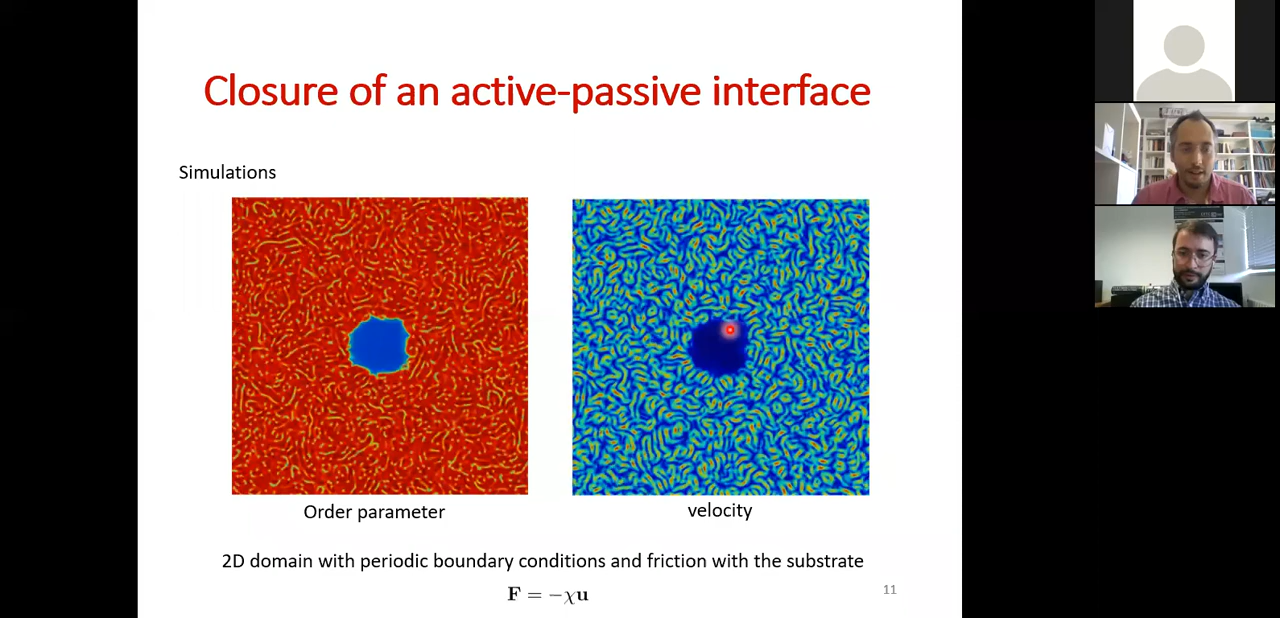 Closure of an active-passive interface
Simulations
Order parameter
velocity
2D domain with periodic boundary conditions and friction with the substrate
F = −χu
11